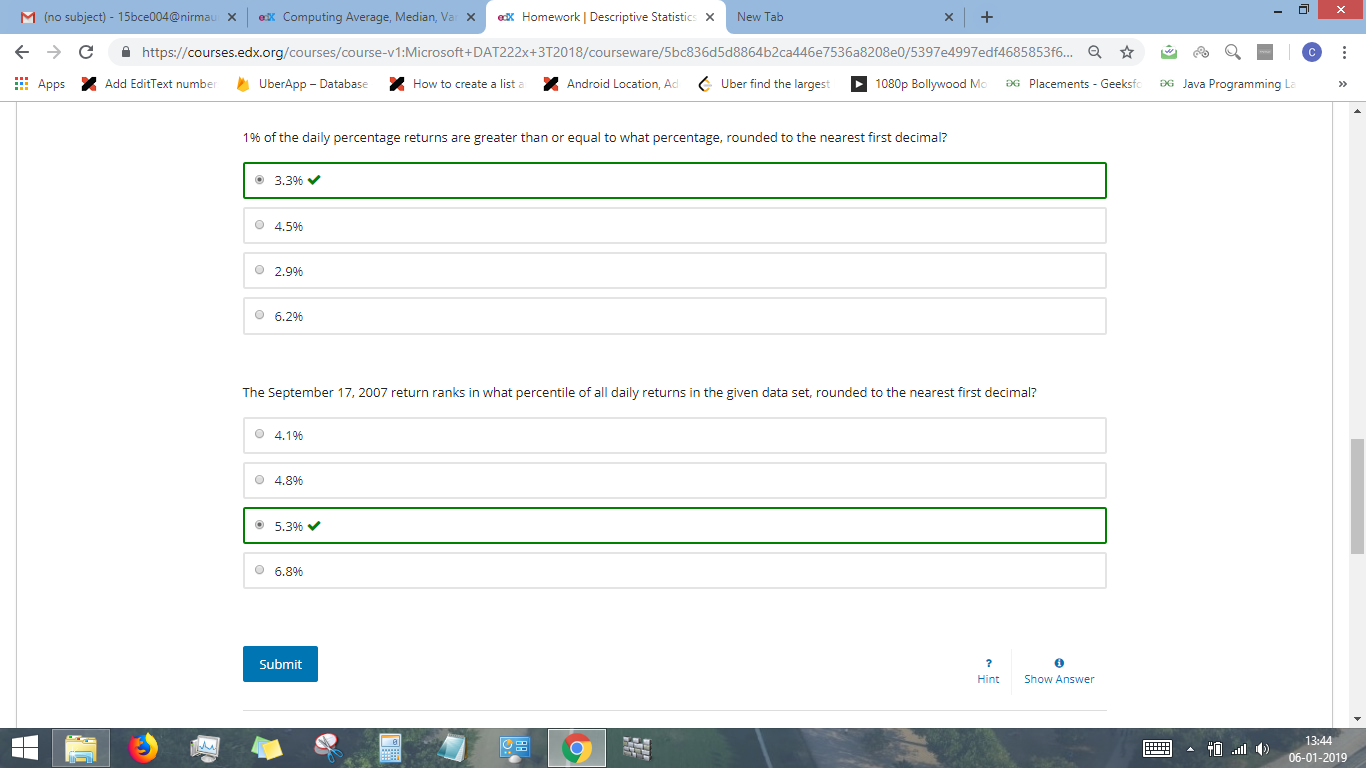 (no subject) - 15bce004@nirmau
edX Computing Average, Median, Va
edX Homework | Descriptive Statistics
New Tab
https://courses.edx.org/courses/course-v1:Microsoft+DAT222x+3T2018/courseware/5bc836d5d8864b2ca446e7536a8208e0/5397e4997edf4685853f6...
C
Apps
Add EditText number
UberApp – Database
How to create a list a
Android Location, Ad
Uber find the largest
1080p Bollywood Mo
Placements - Geeksfo
Java Programming La
»
1% of the daily percentage returns are greater than or equal to what percentage, rounded to the nearest first decimal?
3.3%
4.5%
2.9%
6.2%
The September 17, 2007 return ranks in what percentile of all daily returns in the given data set, rounded to the nearest first decimal?
4.1%
4.8%
5.3%
6.8%
Submit
?
Hint
Show Answer
13:44
06-01-2019